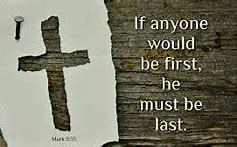 If anyone
would
be first,
he
must be
last.
Mark 9:35